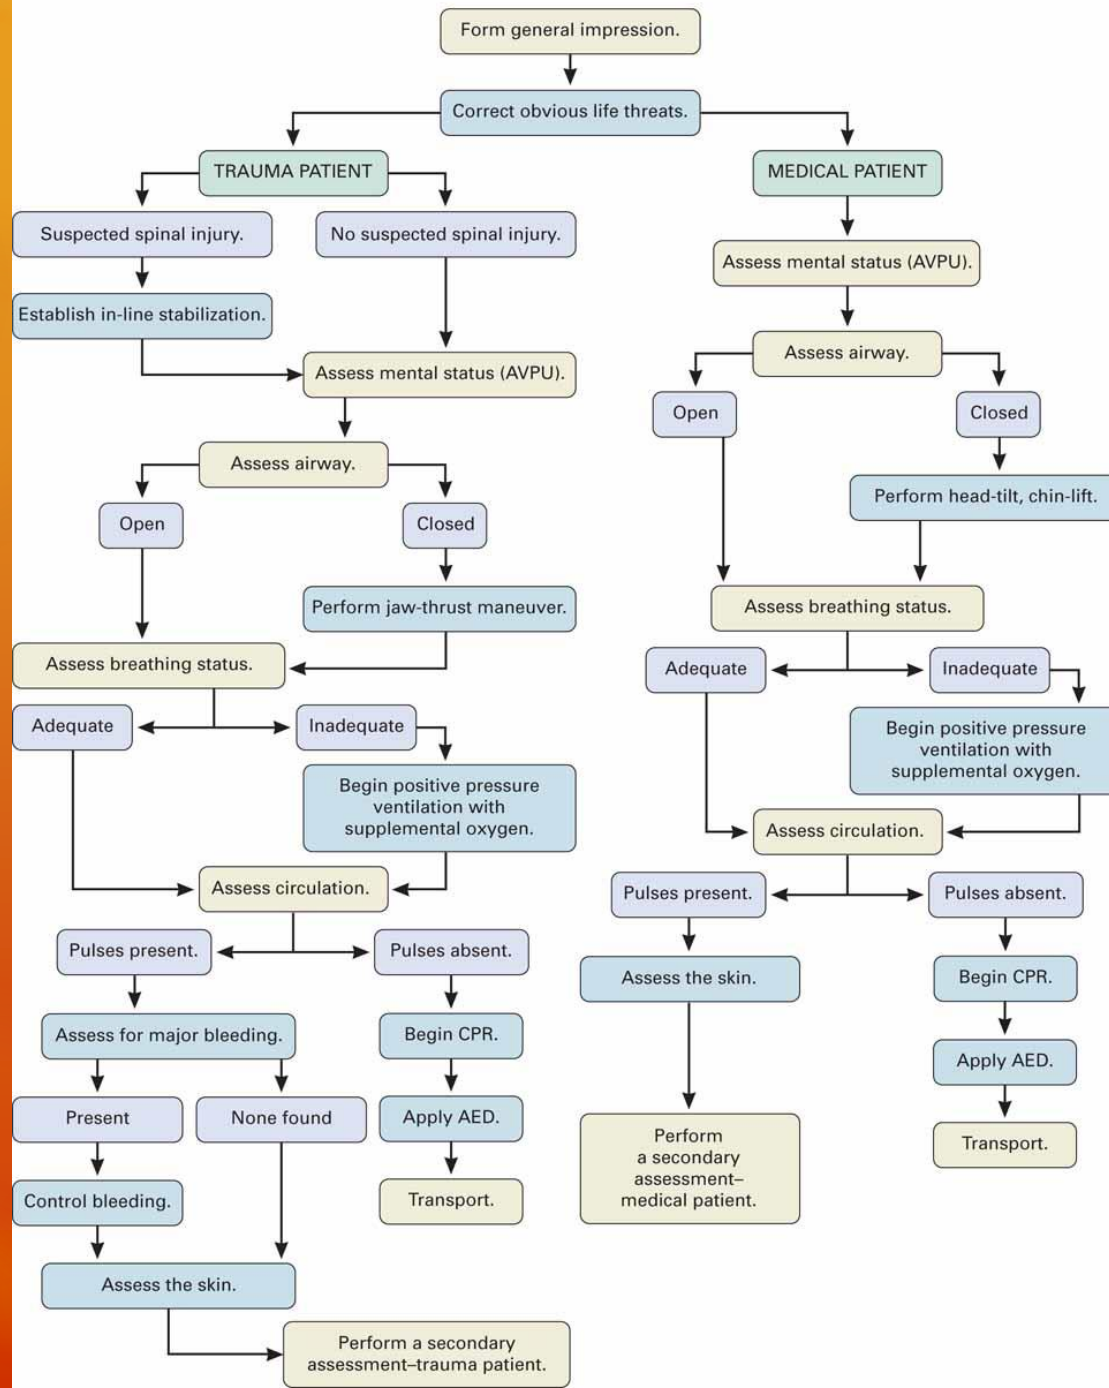 Form general impression.
Correct obvious life threats.
TRAUMA PATIENT
Suspected spinal injury.
No suspected spinal injury.
Establish in-line stabilization.
Assess mental status (AVPU).
Assess airway.
Open
Closed
Perform jaw-thrust maneuver.
Assess breathing status.
Adequate
Inadequate
Begin positive pressure
ventilation with
supplemental oxygen.
Assess circulation.
Pulses present.
Pulses absent.
Assess for major bleeding.
Begin CPR.
Present
None found
Apply AED.
Control bleeding.
Transport.
Assess the skin.
Perform a secondary
assessment–trauma patient.
MEDICAL PATIENT
Assess mental status (AVPU).
Assess airway.
Open
Closed
Perform head-tilt, chin-lift.
Assess breathing status.
Adequate
Inadequate
Begin positive pressure
ventilation with
supplemental oxygen.
Assess circulation.
Pulses present.
Pulses absent.
Assess the skin.
Begin CPR.
Apply AED.
Perform
a secondary
assessment–
medical patient.
Transport.